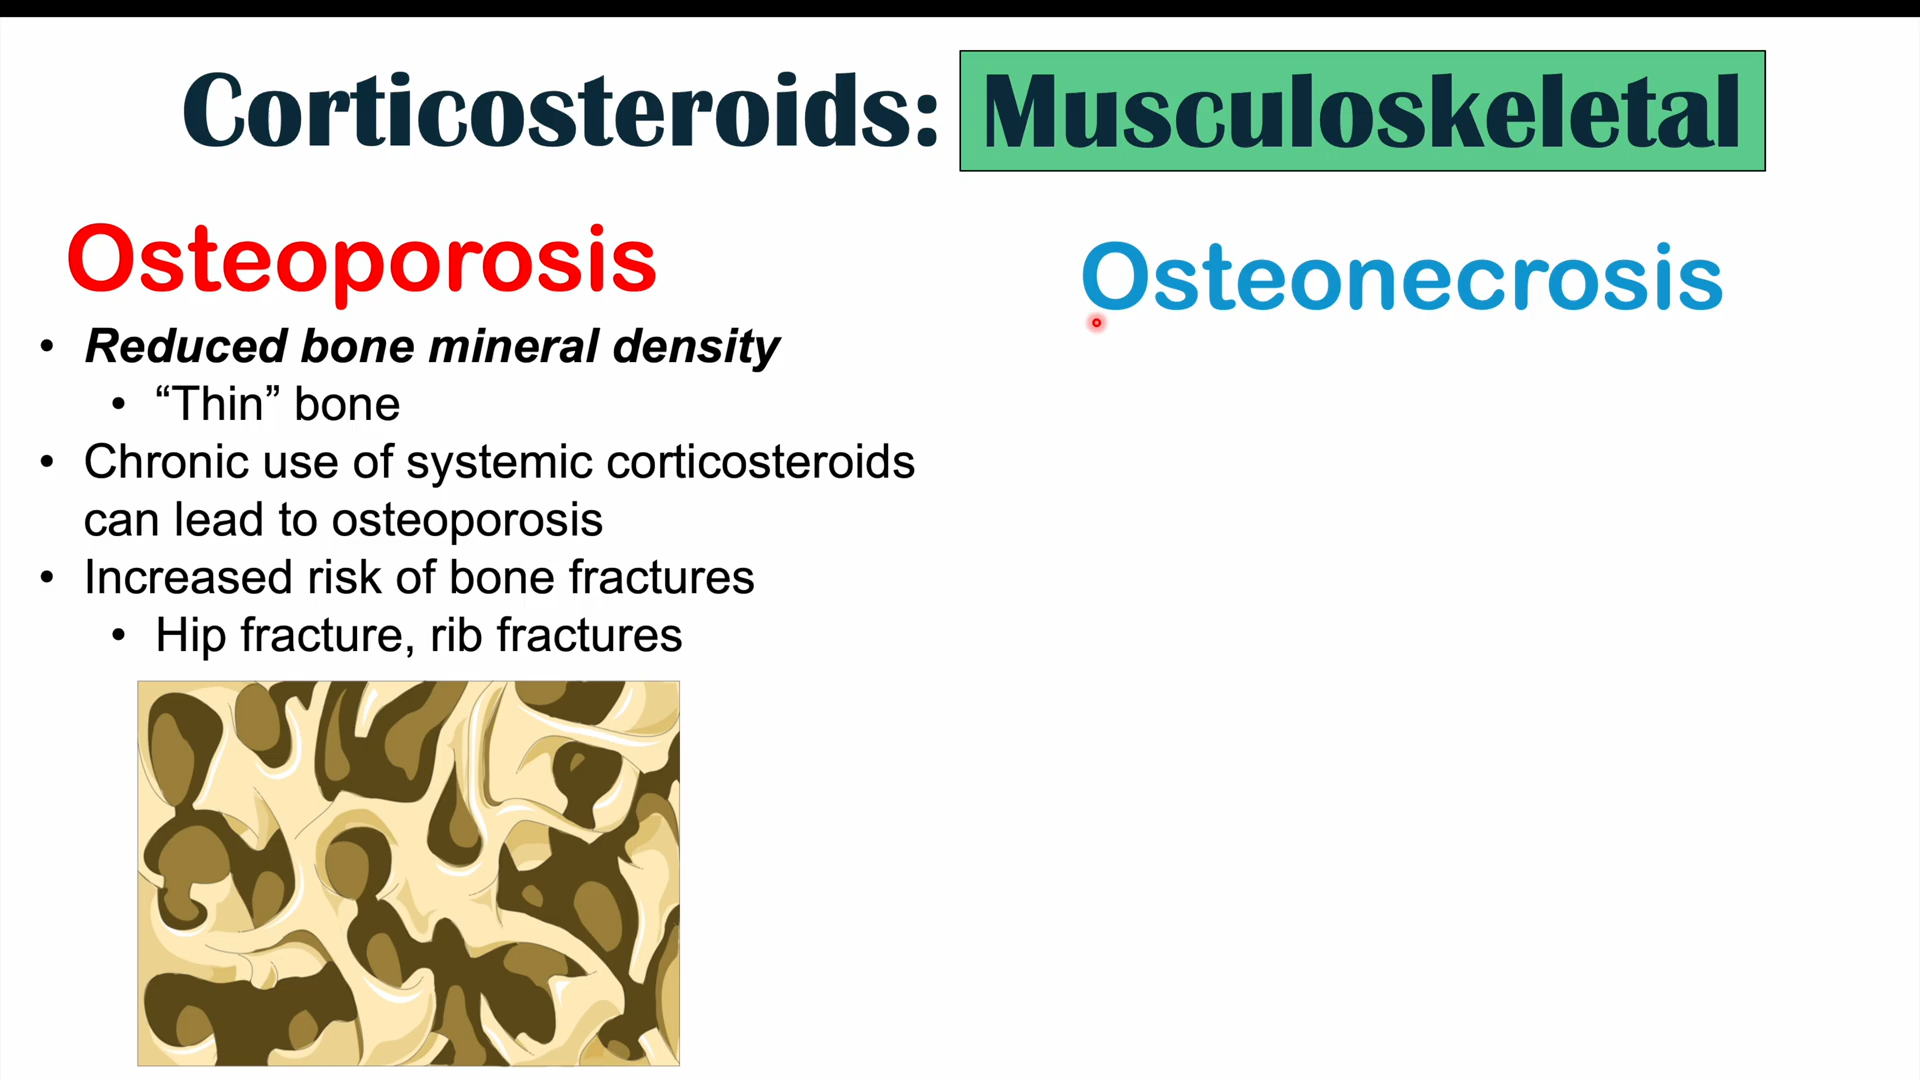 Corticosteroids: Musculoskeletal
Osteoporosis
• Reduced bone mineral density
• “Thin” bone
• Chronic use of systemic corticosteroids
can lead to osteoporosis
• Increased risk of bone fractures
• Hip fracture, rib fractures
Osteonecrosis